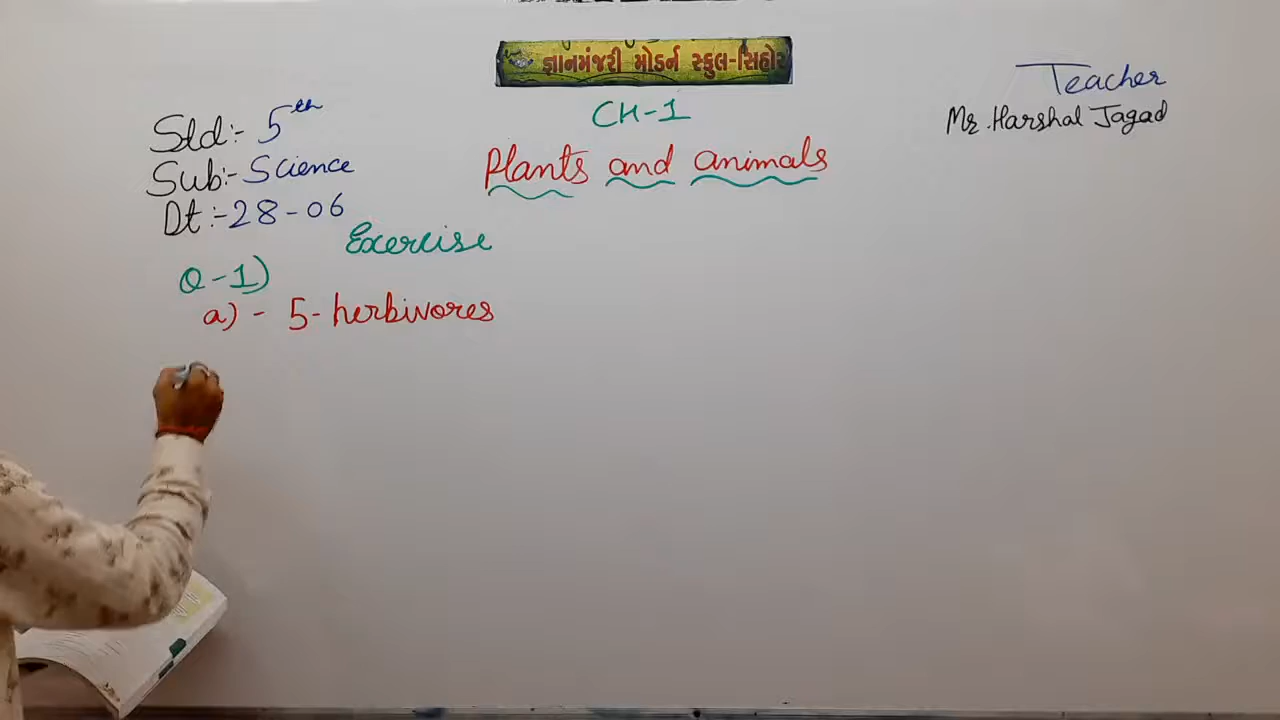 જ્ઞાનમંજરી મોડર્ન સ્કુલ-સિહોર
CH-1
Plants and animals
Teacher
Mr. Harshal Jagad
Std:- 5th
Sub:- Science
Dt:- 28-06
Exercise
Q-1)
a) - 5- herbivores